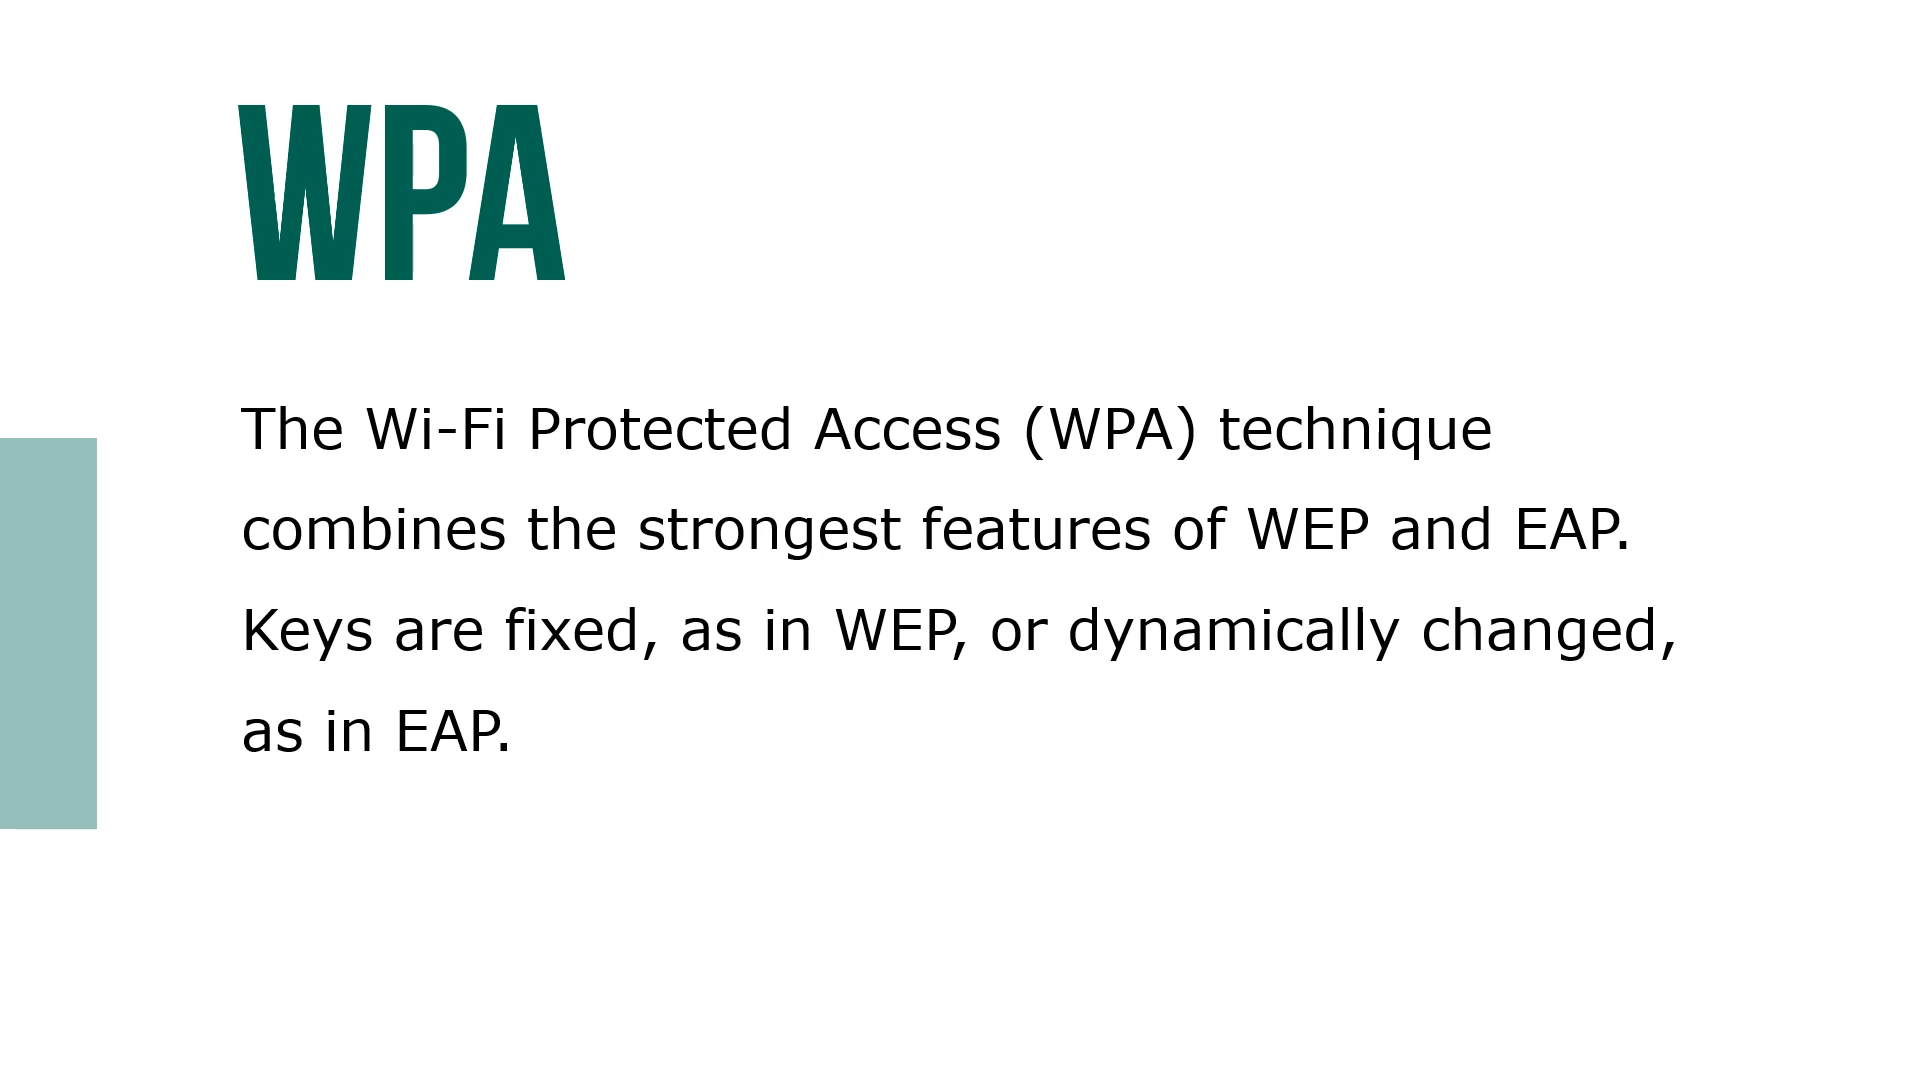 WPA
The Wi-Fi Protected Access (WPA) technique
combines the strongest features of WEP and EAP.
Keys are fixed, as in WEP, or dynamically changed,
as in EAP.